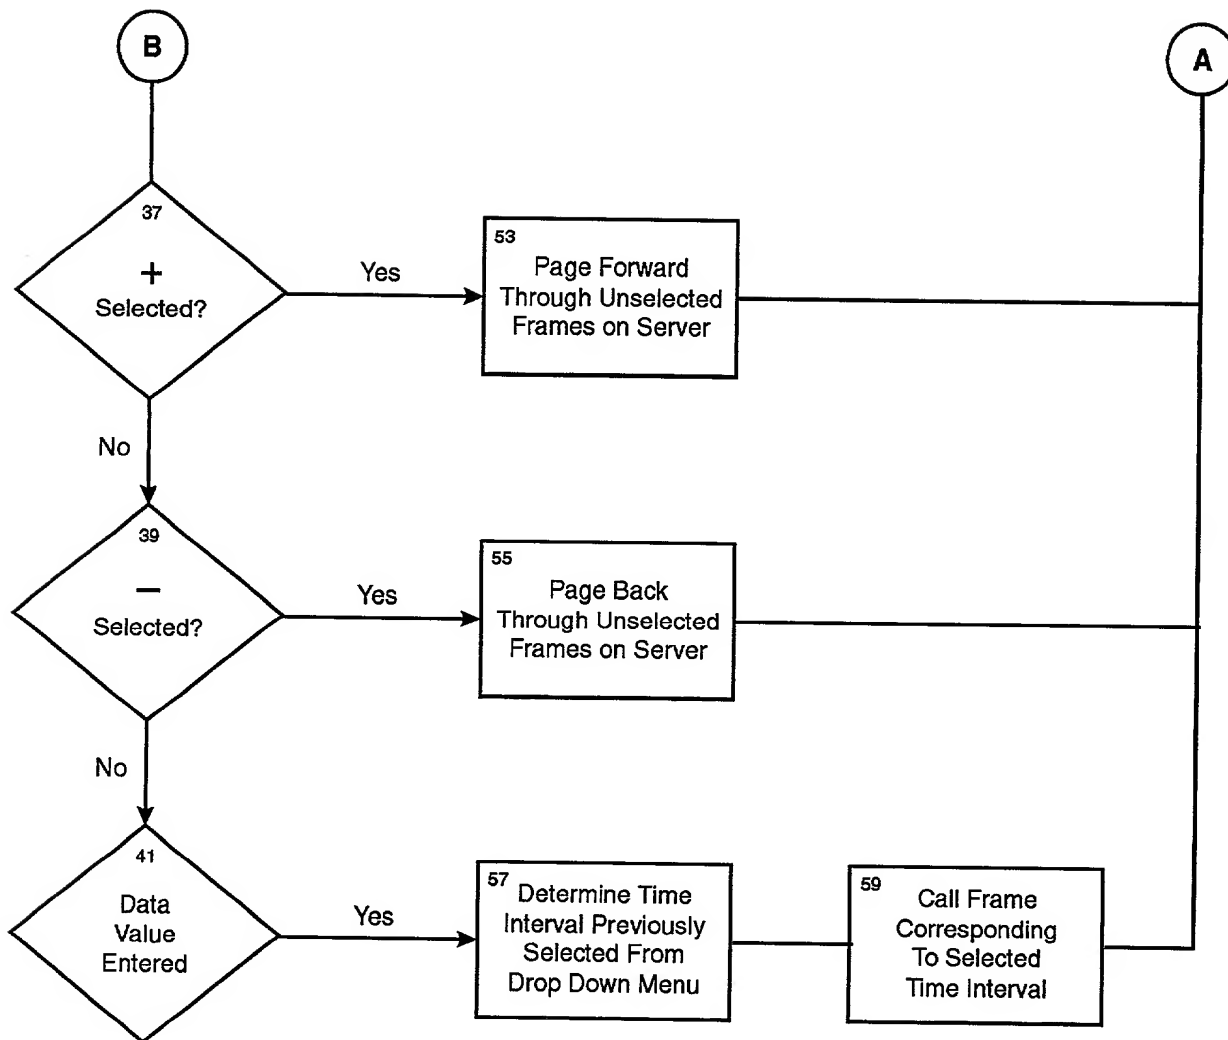 B
A
37
+
Selected?
Yes
53
Page Forward
Through Unselected
Frames on Server
No
39
−
Selected?
Yes
55
Page Back
Through Unselected
Frames on Server
No
41
Data
Value
Entered
Yes
57
Determine Time
Interval Previously
Selected From
Drop Down Menu
59
Call Frame
Corresponding
To Selected
Time Interval